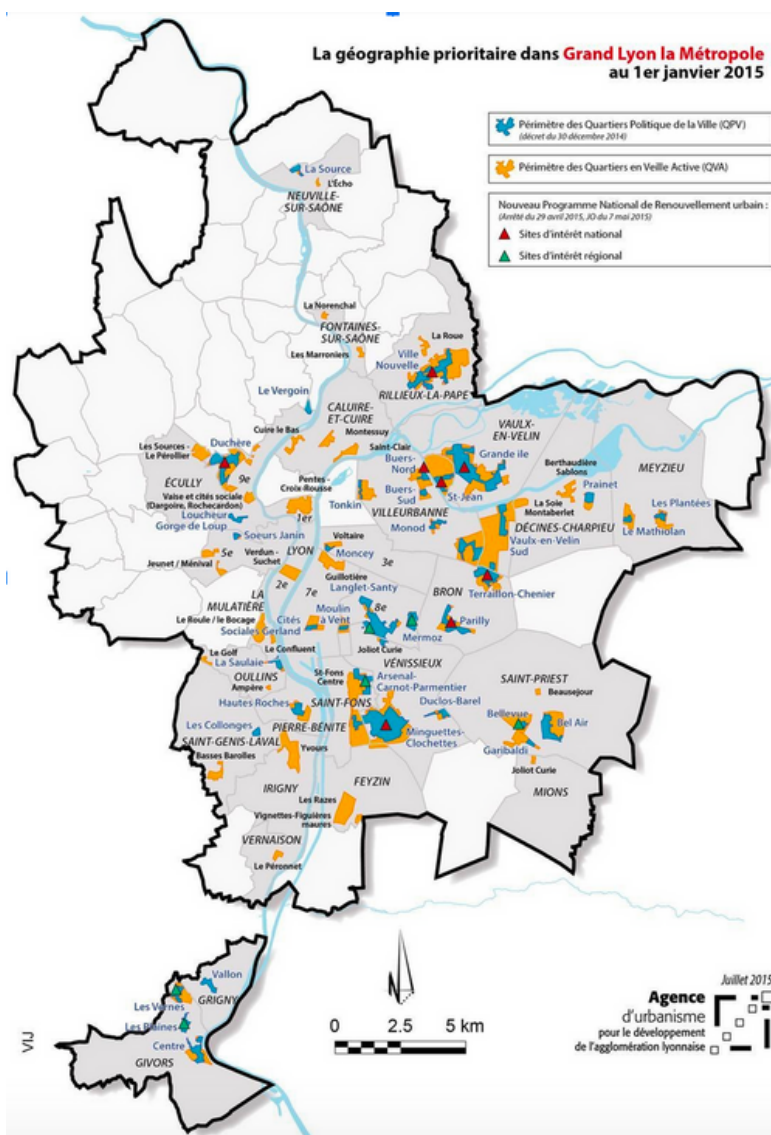 La géographie prioritaire dans Grand Lyon la Métropole
au 1er janvier 2015
Périmètre des Quartiers Politique de la Ville (QPV)
(décret du 30 décembre 2014)
Périmètre des Quartiers en Veille Active (QVA)
Nouveau Programme National de Renouvellement urbain :
(Arrêté du 29 avril 2015, JO du 7 mai 2015)
Sites d'intérêt national
Sites d'intérêt régional
La Source
L'Écho
NEUVILLE-
SUR-SAÔNE
La Norenchal
FONTAINES-
SUR-SAÔNE
Les Marroniers
La Roue
Ville
Nouvelle
RILLIEUX-LA-PAPE
Le Vergoin
CALUIRE-
ET-CUIRE
Cuire le Bas
Montessuy
Saint-Clair
VAULX-
EN-VELIN
Les Sources -
Le Pérollier
Duchère
9e
ÉCULLY
Buers-
Nord
Grande ile
Berthaudière
Sablons
MEYZIEU
Vaise et cités sociale
(Dargoire, Rochecardon)
Pentes -
Croix-Rousse
1er
Tonkin
Buers-
Sud
St-Jean
VILLEURBANNE
La Soie
Montaberlet
Prainet
Les Plantées
Loucheur
Gorge de Loup
Monod
DÉCINES-CHARPIEU
Le Mathiolan
Soeurs Janin
Voltaire
Moncey
Vaulx-en-Velin
Sud
5e
Jeunet / Ménival
Verdun -
Suchet
LYON
3e
Guillotière
2e
7e
Langlet-Santy
BRON
Terraillon-Chenier
LA
MULATIÈRE
Moulin
à Vent
8e
Le Roule / le Bocage
Cités
Sociales Gerland
Mermoz
Parilly
Le Confluent
Joliot Curie
Le Golf
La Saulaie
VÉNISSIEUX
OULLINS
Ampère
St-Fons
Centre
Arsenal-
Carnot-Parmentier
SAINT-PRIEST
Beausejour
Hautes Roches
SAINT-FONS
Duclos-Barel
Bellevue
Bel Air
Les Collonges
PIERRE-BÉNITE
Minguettes-
Clochettes
SAINT-GENIS-LAVAL
Garibaldi
Basses Barolles
Yvours
Joliot Curie
FEYZIN
IRIGNY
Les Razes
MIONS
Vignettes-Figuières
maures
VERNAISON
Le Péronnet
Vallon
GRIGNY
Les Vernes
Les Plaines
Centre
GIVORS
VIJ
N
0 2.5 5 km
Juillet 2015
Agence
d'urbanisme
pour le développement
de l'agglomération lyonnaise